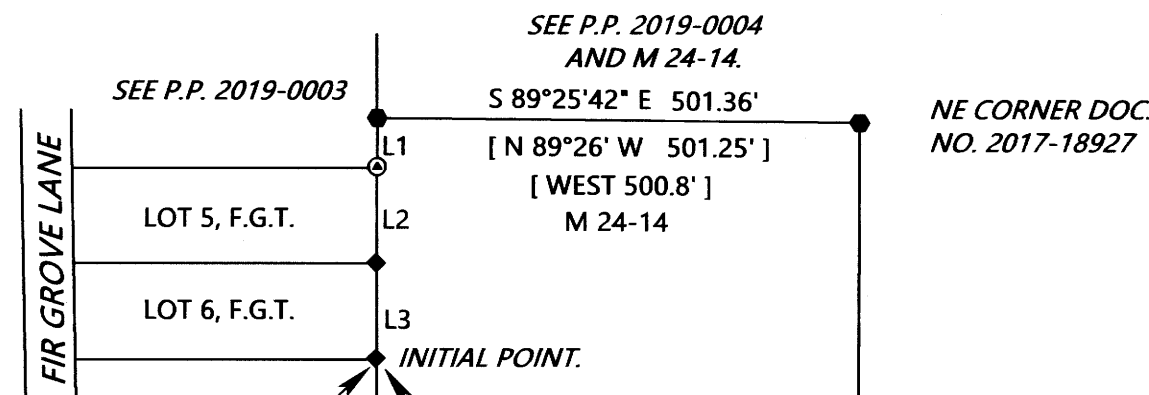 SEE P.P. 2019-0004
AND M 24-14.
SEE P.P. 2019-0003
S 89°25'42" E 501.36'
NE CORNER DOC.
NO. 2017-18927
L1
[ N 89°26' W 501.25' ]
[ WEST 500.8' ]
M 24-14
FIR GROVE LANE
LOT 5, F.G.T.
L2
LOT 6, F.G.T.
L3
INITIAL POINT.